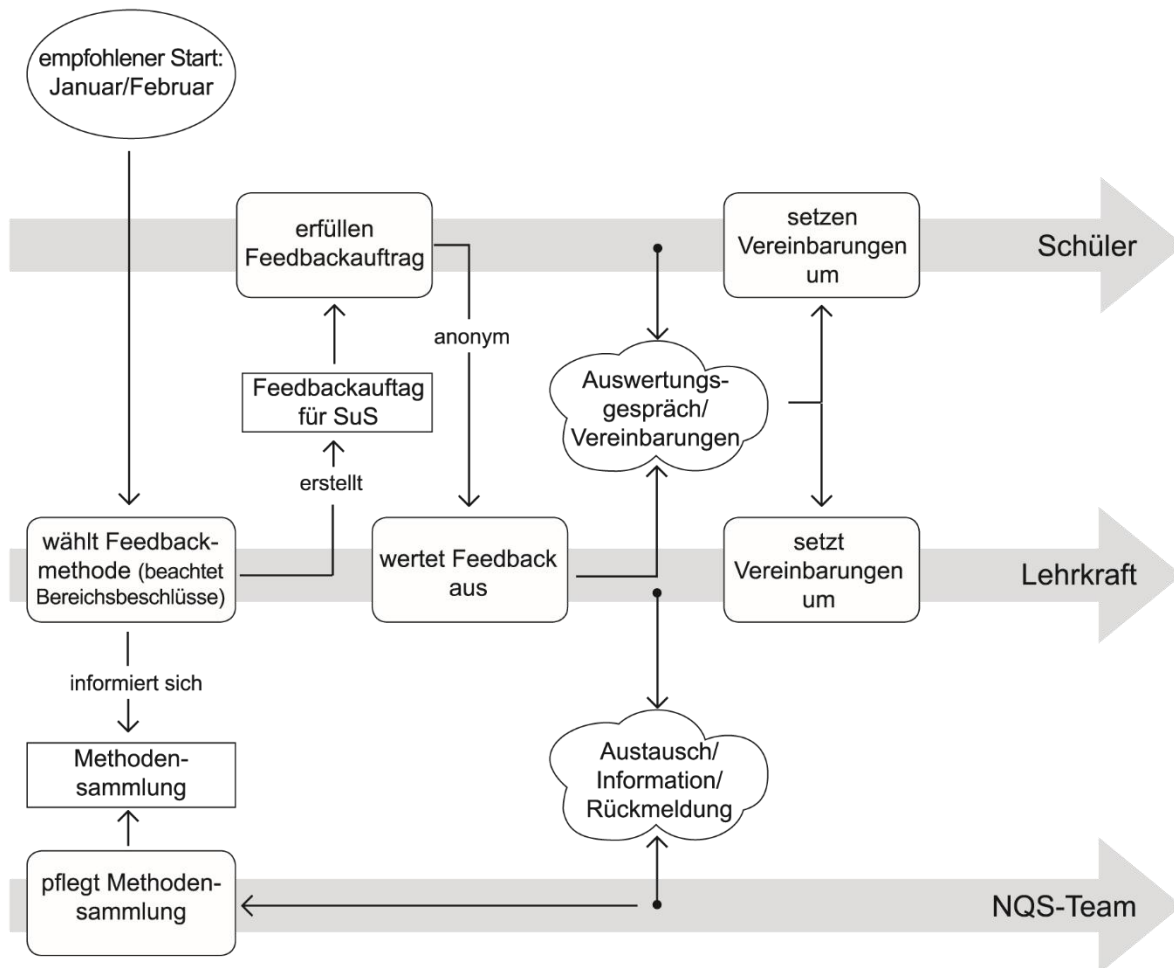 empfohlener Start:
Januar/Februar
erfüllen
Feedbackauftrag
setzen
Vereinbarungen
um
Schüler
anonym
Feedbackauftag
für SuS
Auswertungs-
gespräch/
Vereinbarungen
erstellt
wählt Feedback-
methode (beachtet
Bereichsbeschlüsse)
wertet Feedback
aus
setzt
Vereinbarungen
um
Lehrkraft
informiert sich
Methoden-
sammlung
Austausch/
Information/
Rückmeldung
pflegt Methoden-
sammlung
NQS-Team